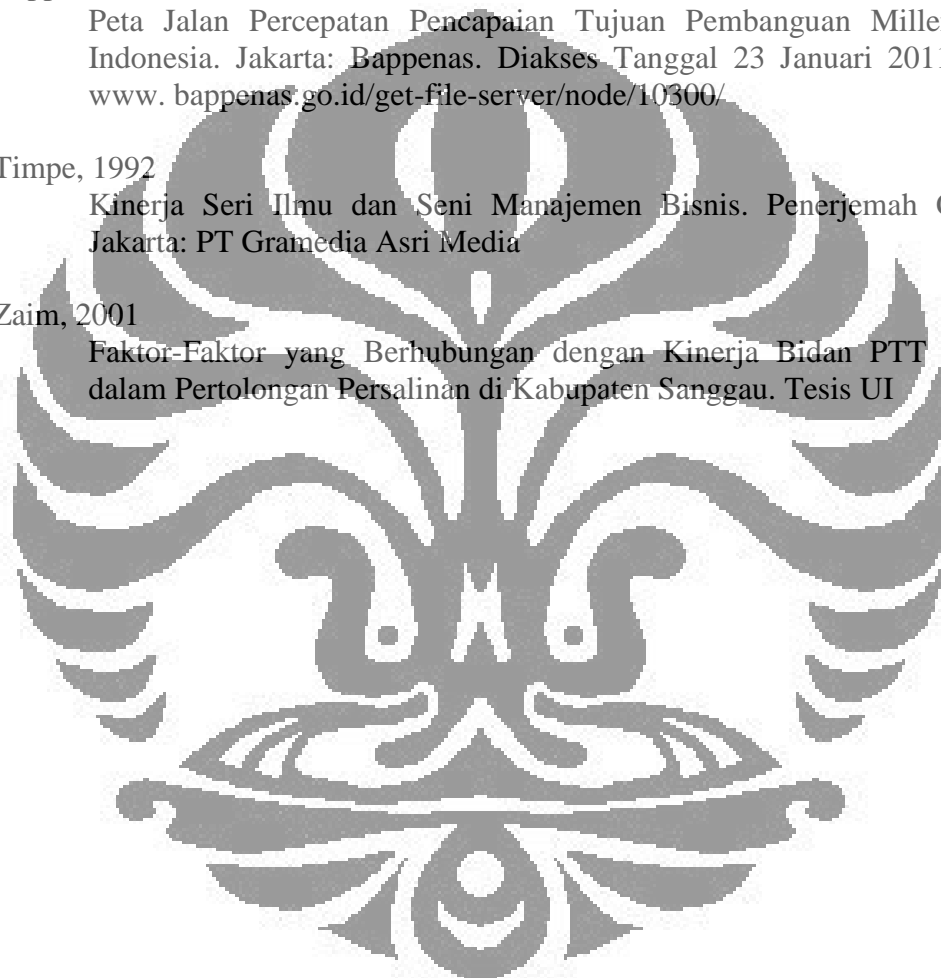 Peta Jalan Percepatan Pencapaian Tujuan Pembanguan Mille
Indonesia. Jakarta: Bappenas. Diakses Tanggal 23 Januari 2011
www. bappenas.go.id/get-file-server/node/10300/
Timpe, 1992
Kinerja Seri Ilmu dan Seni Manajemen Bisnis. Penerjemah
Jakarta: PT Gramedia Asri Media
Zaim, 2001
Faktor-Faktor yang Berhubungan dengan Kinerja Bidan PTT
dalam Pertolongan Persalinan di Kabupaten Sanggau. Tesis UI